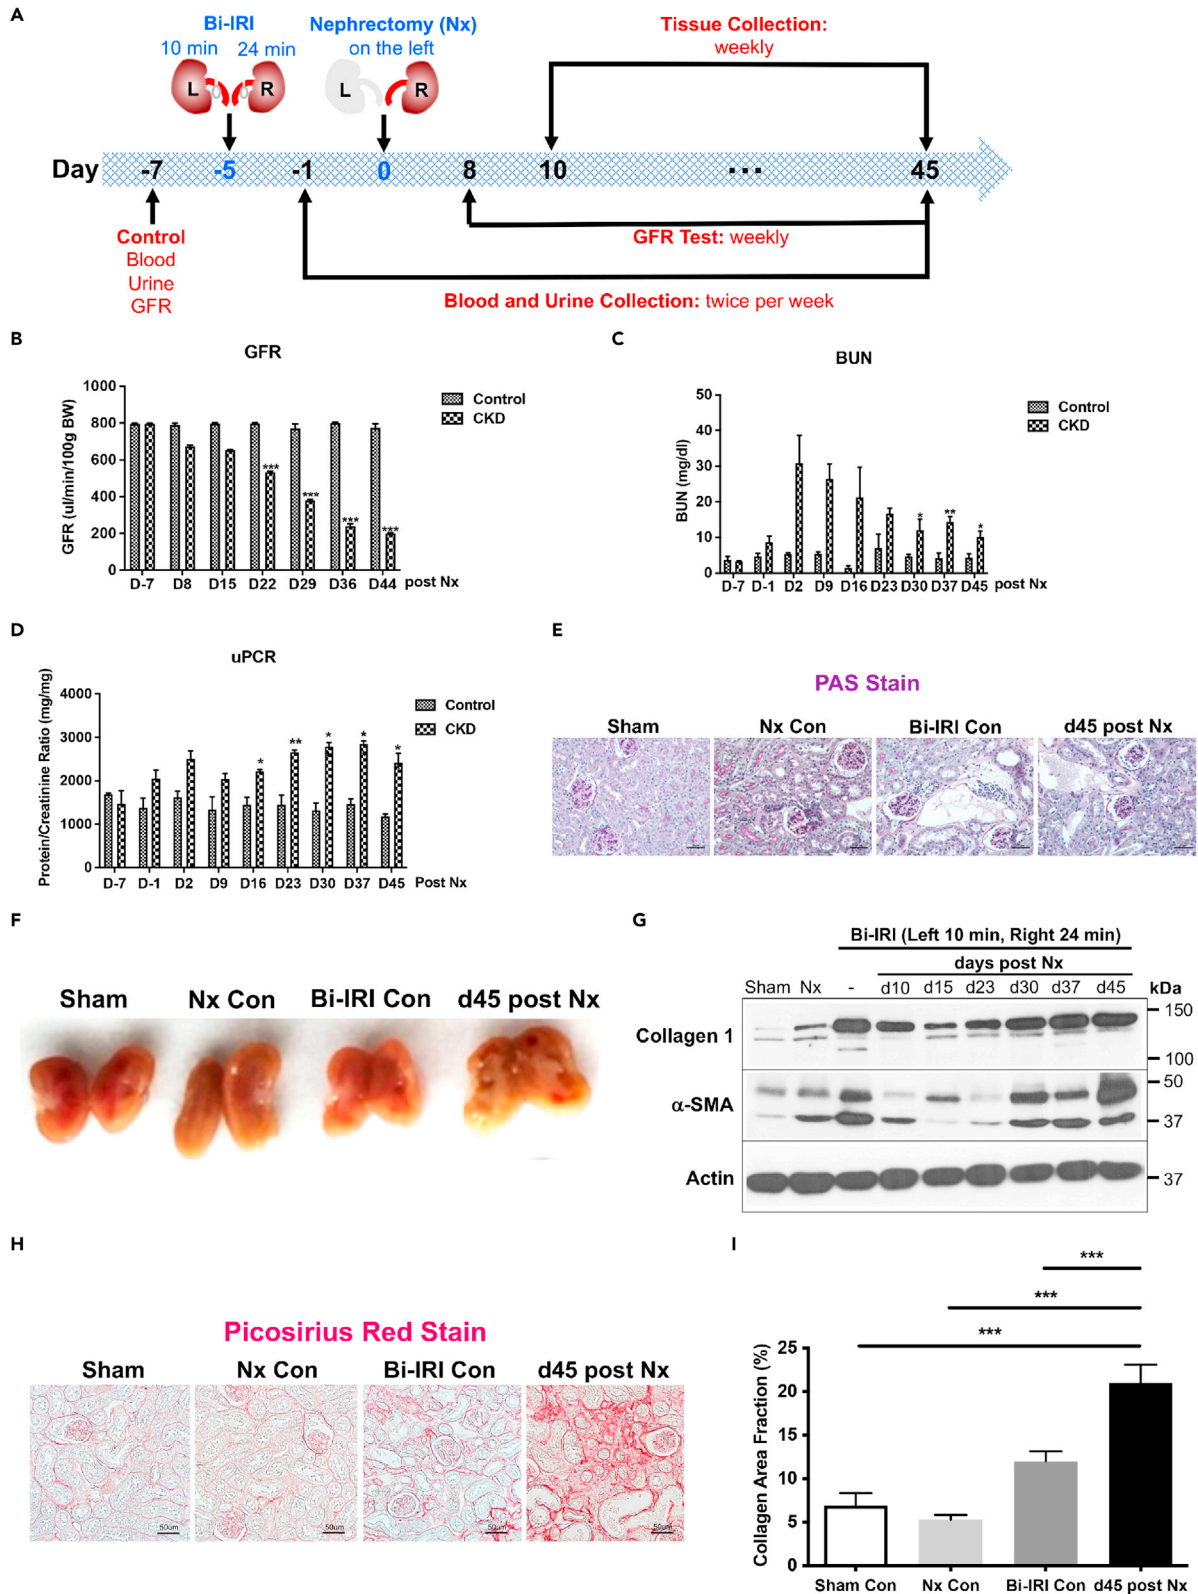 A
Bi-IRI
10 min 24 min
L R
Nephrectomy (Nx)
on the left
L R
Tissue Collection:
weekly
Day -7 -5 -1 0 8 10 ... 45
Control
Blood
Urine
GFR
GFR Test: weekly
Blood and Urine Collection: twice per week
B
GFR
GFR (ul/min/100g BW)
1000
800
600
400
200
0
Control
CKD
*** *** *** ***
D-7 D8 D15 D22 D29 D36 D44 post Nx
C
BUN
BUN (mg/dl)
50
40
30
20
10
0
Control
CKD
* ** *
D-7 D-1 D2 D9 D16 D23 D30 D37 D45 post Nx
D
uPCR
Protein/Creatinine Ratio (mg/mg)
4000
3000
2000
1000
0
Control
CKD
* ** * * *
D-7 D-1 D2 D9 D16 D23 D30 D37 D45 Post Nx
E
PAS Stain
Sham Nx Con Bi-IRI Con d45 post Nx
F
Sham Nx Con Bi-IRI Con d45 post Nx
G
Bi-IRI (Left 10 min, Right 24 min)
days post Nx
Sham Nx - d10 d15 d23 d30 d37 d45 kDa
Collagen 1
150
100
α-SMA
50
37
Actin
37
H
Picosirius Red Stain
Sham Nx Con Bi-IRI Con d45 post Nx
50um 50um 50um 50um
I
***
***
***
Collagen Area Fraction (%)
25
20
15
10
5
0
Sham Con Nx Con Bi-IRI Con d45 post Nx